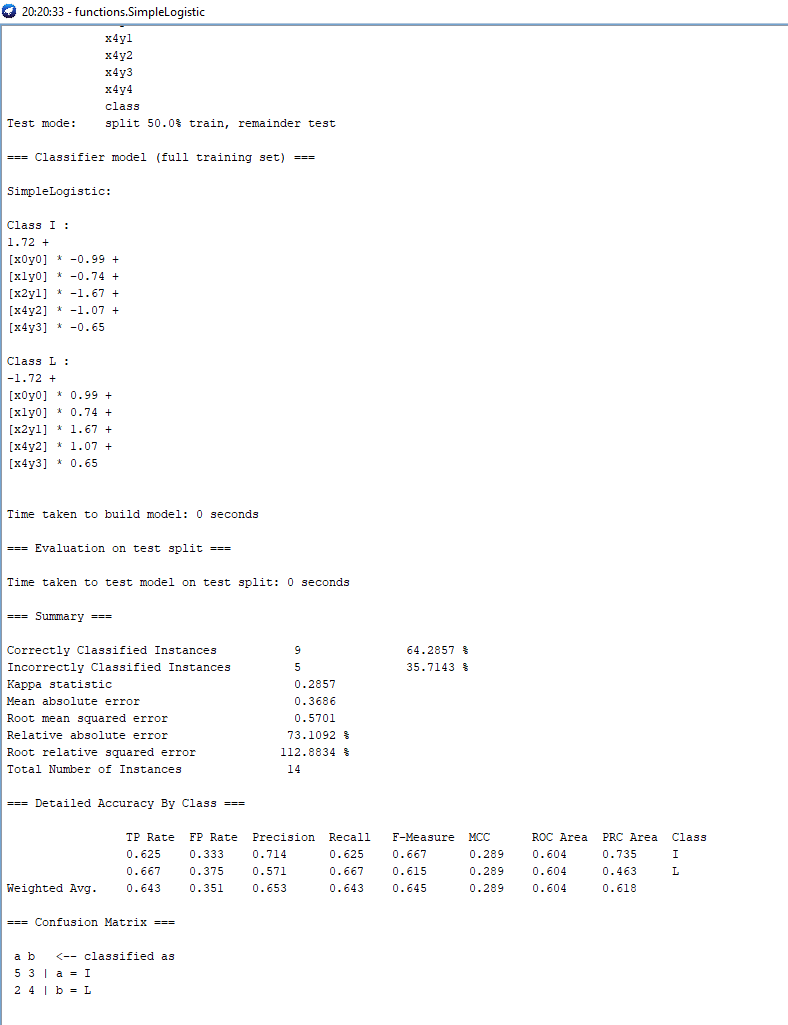 20:20:33 - functions.SimpleLogistic
x4y1
x4y2
x4y3
x4y4
class
Test mode:    split 50.0% train, remainder test
=== Classifier model (full training set) ===
SimpleLogistic:
Class I :
1.72 +
[x0y0] * -0.99 +
[x1y0] * -0.74 +
[x2y1] * -1.67 +
[x4y2] * -1.07 +
[x4y3] * -0.65
Class L :
-1.72 +
[x0y0] * 0.99 +
[x1y0] * 0.74 +
[x2y1] * 1.67 +
[x4y2] * 1.07 +
[x4y3] * 0.65
Time taken to build model: 0 seconds
=== Evaluation on test split ===
Time taken to test model on test split: 0 seconds
=== Summary ===
Correctly Classified Instances           9               64.2857 %
Incorrectly Classified Instances         5               35.7143 %
Kappa statistic                          0.2857
Mean absolute error                      0.3686
Root mean squared error                  0.5701
Relative absolute error                 73.1092 %
Root relative squared error            112.8834 %
Total Number of Instances               14
=== Detailed Accuracy By Class ===
TP Rate  FP Rate  Precision  Recall  F-Measure  MCC      ROC Area  PRC Area  Class
0.625    0.333    0.714      0.625   0.667      0.289    0.604     0.735     I
0.667    0.375    0.571      0.667   0.615      0.289    0.604     0.463     L
Weighted Avg.    0.643    0.351    0.653      0.643   0.645      0.289    0.604     0.618
=== Confusion Matrix ===
a b   <-- classified as
5 3 | a = I
2 4 | b = L